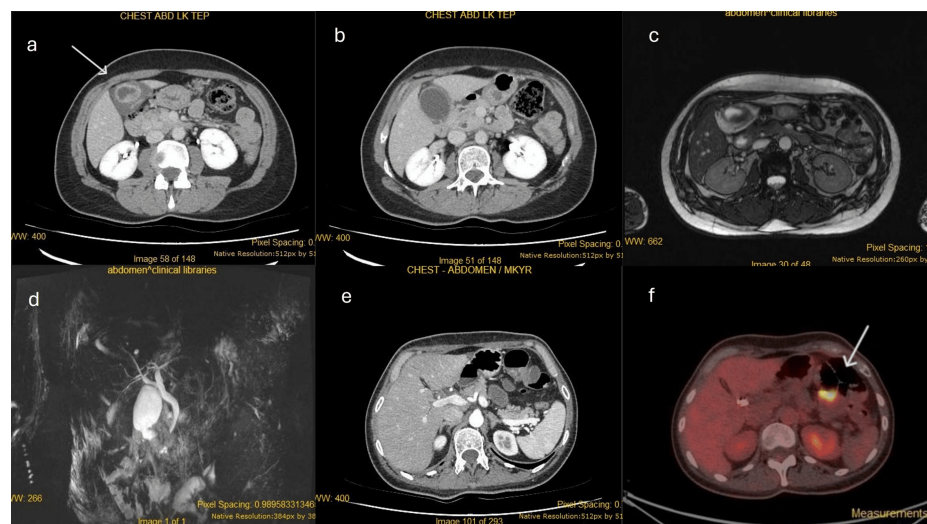 CHEST ABD LK TEP
a
WW: 400
Pixel Spacing: 0.
Native Resolution:512px by 51
Image 58 of 148
CHEST ABD LK TEP
b
WW: 400
Pixel Spacing: 0.
Native Resolution:512px by 51
Image 51 of 148
abdomen^clinical libraries
c
WW: 662
Pixel Spacing:
Native Resolution:260px by
Image 30 of 48
abdomen^clinical libraries
d
WW: 266
Pixel Spacing: 0.98958331346
Native Resolution:384px by 38
Image 1 of 1
CHEST - ABDOMEN / MKYR
e
WW: 400
Pixel Spacing: 0.
Native Resolution:512px by 51
Image 101 of 293
f
Measurements